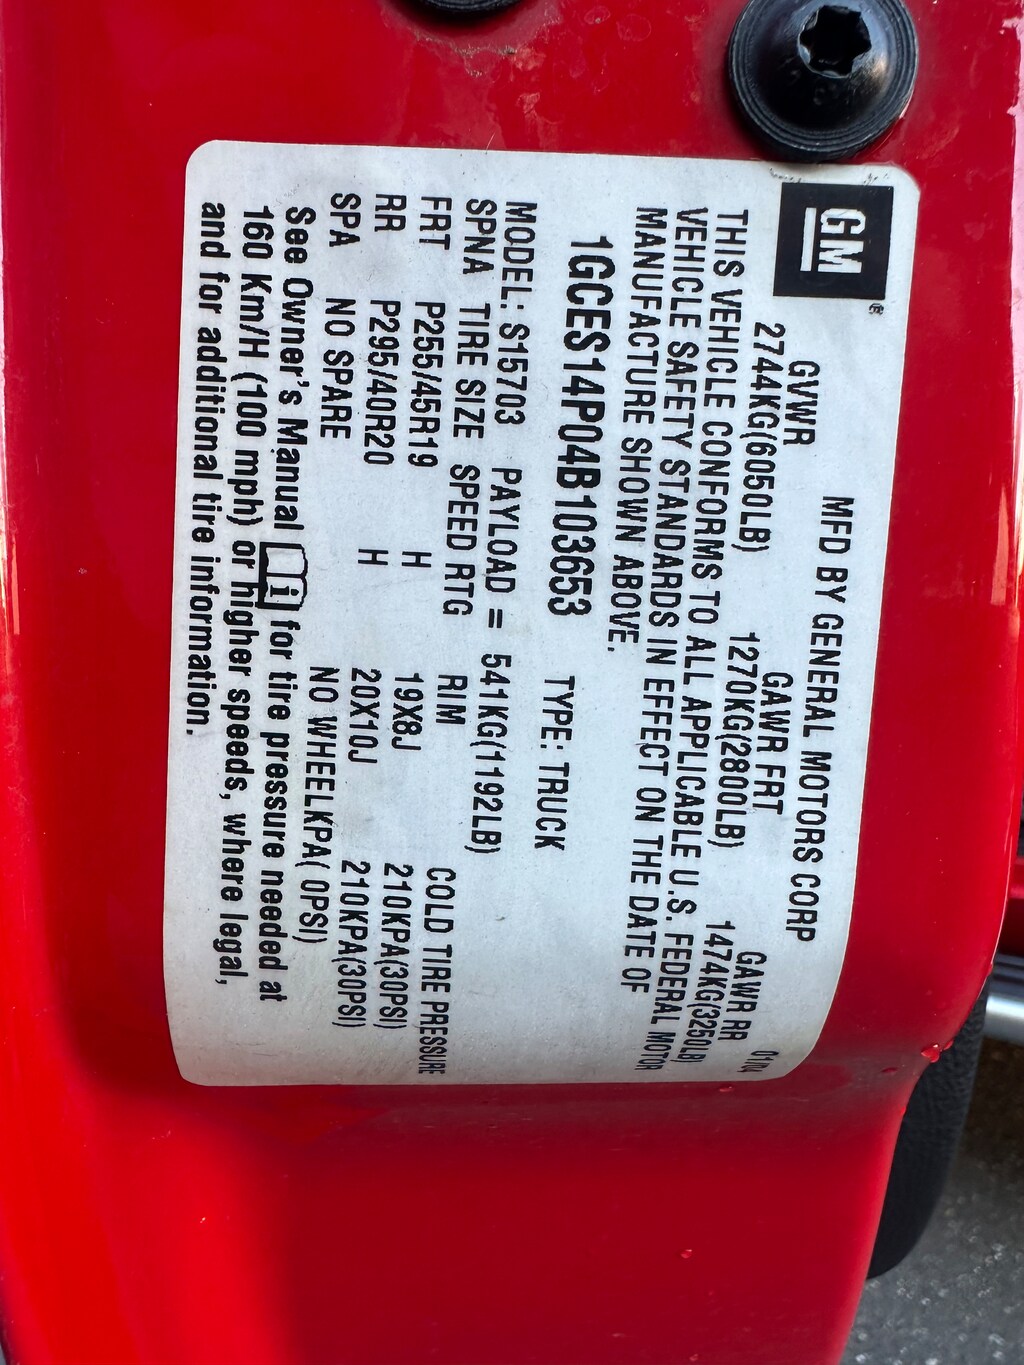 GM
®
MFD BY GENERAL MOTORS CORP 01/04
GVWR GAWR FRT GAWR RR
2744KG(6050LB) 1270KG(2800LB) 1474KG(3250LB)
THIS VEHICLE CONFORMS TO ALL APPLICABLE U.S. FEDERAL MOTOR
VEHICLE SAFETY STANDARDS IN EFFECT ON THE DATE OF
MANUFACTURE SHOWN ABOVE.
1GCES14P04B103653 TYPE: TRUCK
MODEL: S15703 PAYLOAD = 541KG(1192LB)
SPNA TIRE SIZE SPEED RTG RIM COLD TIRE PRESSURE
FRT P255/45R19 H 19X8J 210KPA(30PSI)
RR P295/40R20 H 20X10J 210KPA(30PSI)
SPA NO SPARE NO WHEELKPA( 0PSI)
See Owner's Manual i for tire pressure needed at
160 Km/H (100 mph) or higher speeds, where legal,
and for additional tire information.